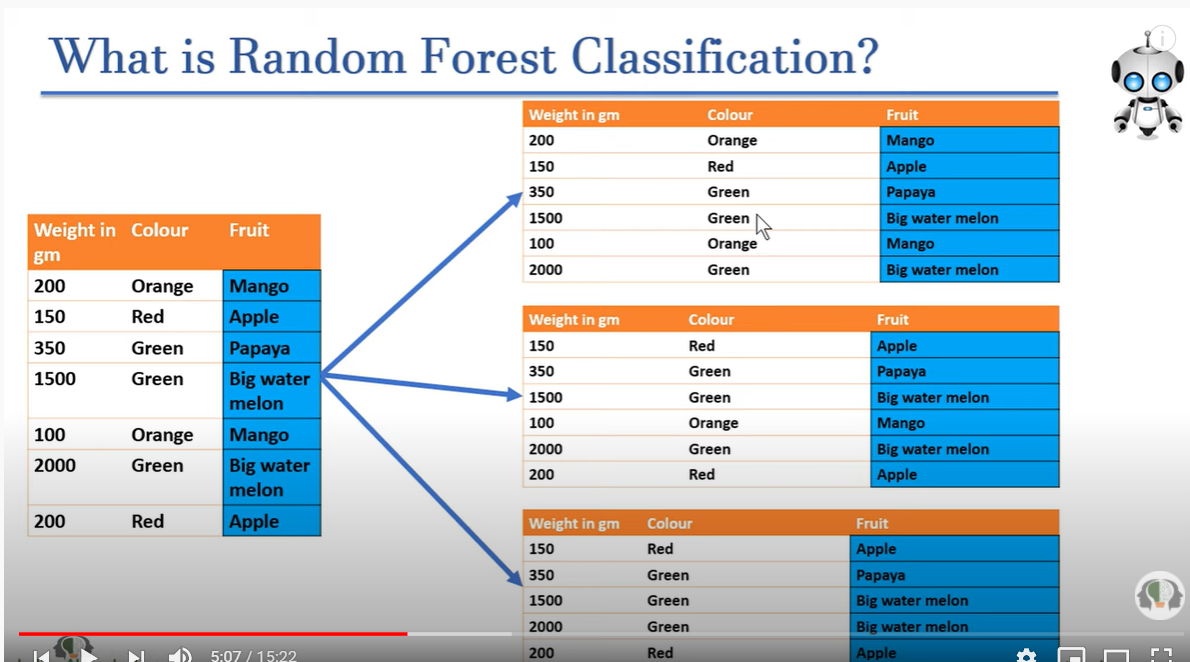 What is Random Forest Classification?
Weight in gm Colour Fruit
200 Orange Mango
150 Red Apple
350 Green Papaya
1500 Green Big water melon
100 Orange Mango
2000 Green Big water melon
Weight in Colour Fruit
gm
200 Orange Mango
150 Red Apple
350 Green Papaya
1500 Green Big water
melon
100 Orange Mango
2000 Green Big water
melon
200 Red Apple
Weight in gm Colour Fruit
150 Red Apple
350 Green Papaya
1500 Green Big water melon
100 Orange Mango
2000 Green Big water melon
200 Red Apple
Weight in gm Colour Fruit
150 Red Apple
350 Green Papaya
1500 Green Big water melon
2000 Green Big water melon
200 Red Apple
5:07 / 15:22